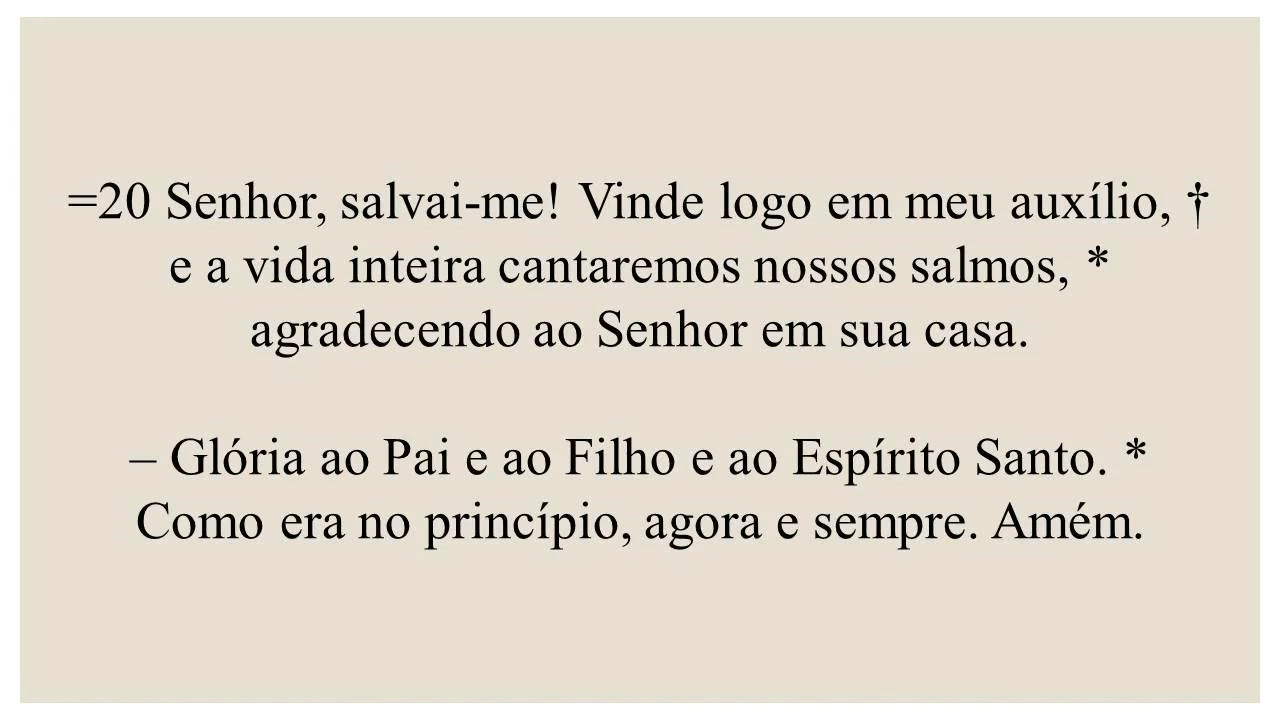 =20 Senhor, salvai-me! Vinde logo em meu auxílio, †
e a vida inteira cantaremos nossos salmos, *
agradecendo ao Senhor em sua casa.
– Glória ao Pai e ao Filho e ao Espírito Santo. *
Como era no princípio, agora e sempre. Amém.